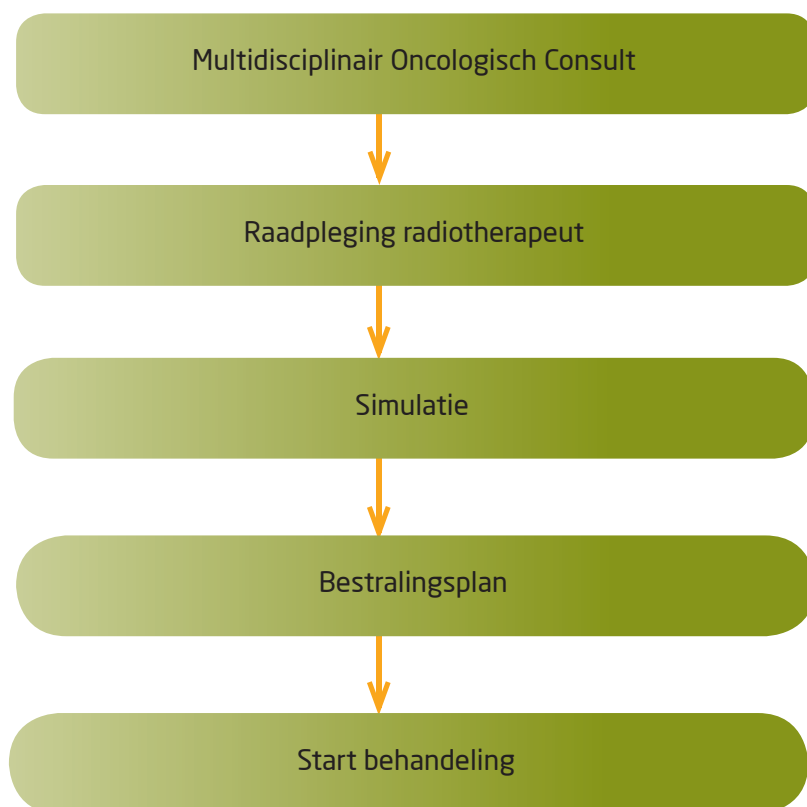 Multidisciplinair Oncologisch Consult
Raadpleging radiotherapeut
Simulatie
Bestralingsplan
Start behandeling